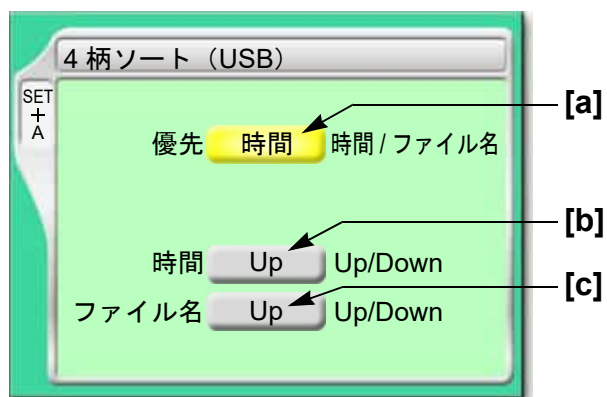 4 柄ソート（USB）
SET
+
A
[a]
優先 時間 時間 / ファイル名
[b]
時間 Up Up/Down
[c]
ファイル名 Up Up/Down